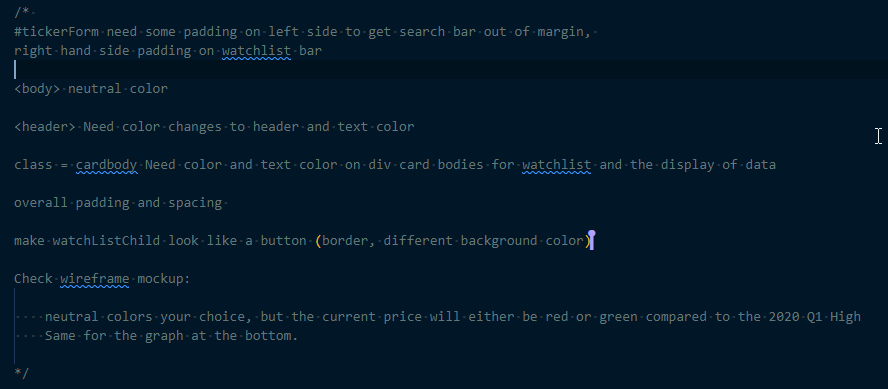 /*
#tickerForm need some padding on left side to get search bar out of margin,
right hand side padding on watchlist bar
<body> neutral color
<header> Need color changes to header and text color
class = cardbody Need color and text color on div card bodies for watchlist and the display of data
overall padding and spacing
make watchListChild look like a button (border, different background color)
Check wireframe mockup:
neutral colors your choice, but the current price will either be red or green compared to the 2020 Q1 High
Same for the graph at the bottom.
*/